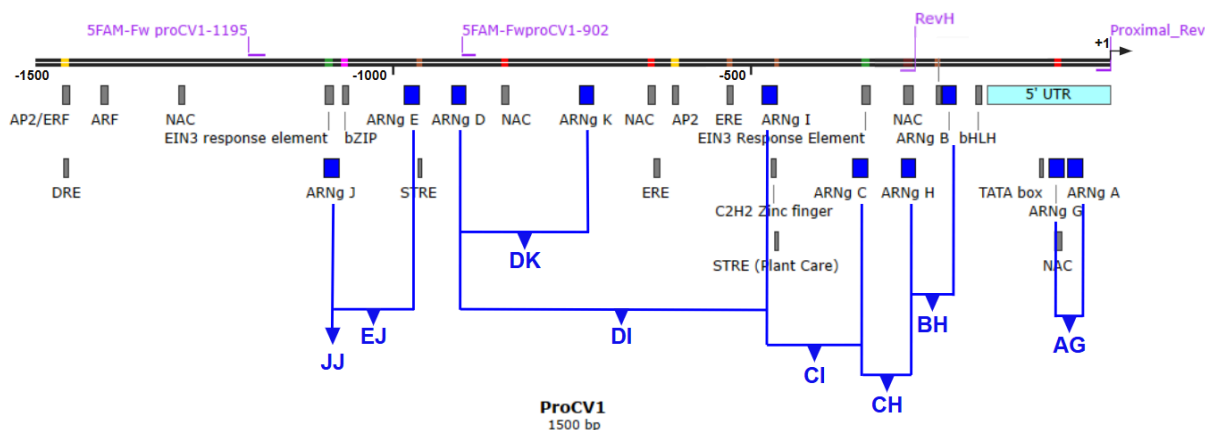 5FAM-Fw proCV1-1195
5FAM-FwproCV1-902
RevH
Proximal_Rev
+1
-1500
-1000
-500
AP2/ERF
ARF
NAC
EIN3 response element
bZIP
ARNg E
ARNg D
NAC
ARNg K
NAC
AP2
ERE
ARNg I
EIN3 Response Element
NAC
ARNg B
bHLH
5' UTR
DRE
ARNg J
STRE
ERE
C2H2 Zinc finger
ARNg C
ARNg H
TATA box
ARNg G
ARNg A
STRE (Plant Care)
NAC
DK
JJ
EJ
DI
CI
CH
BH
AG
ProCV1
1500 bp